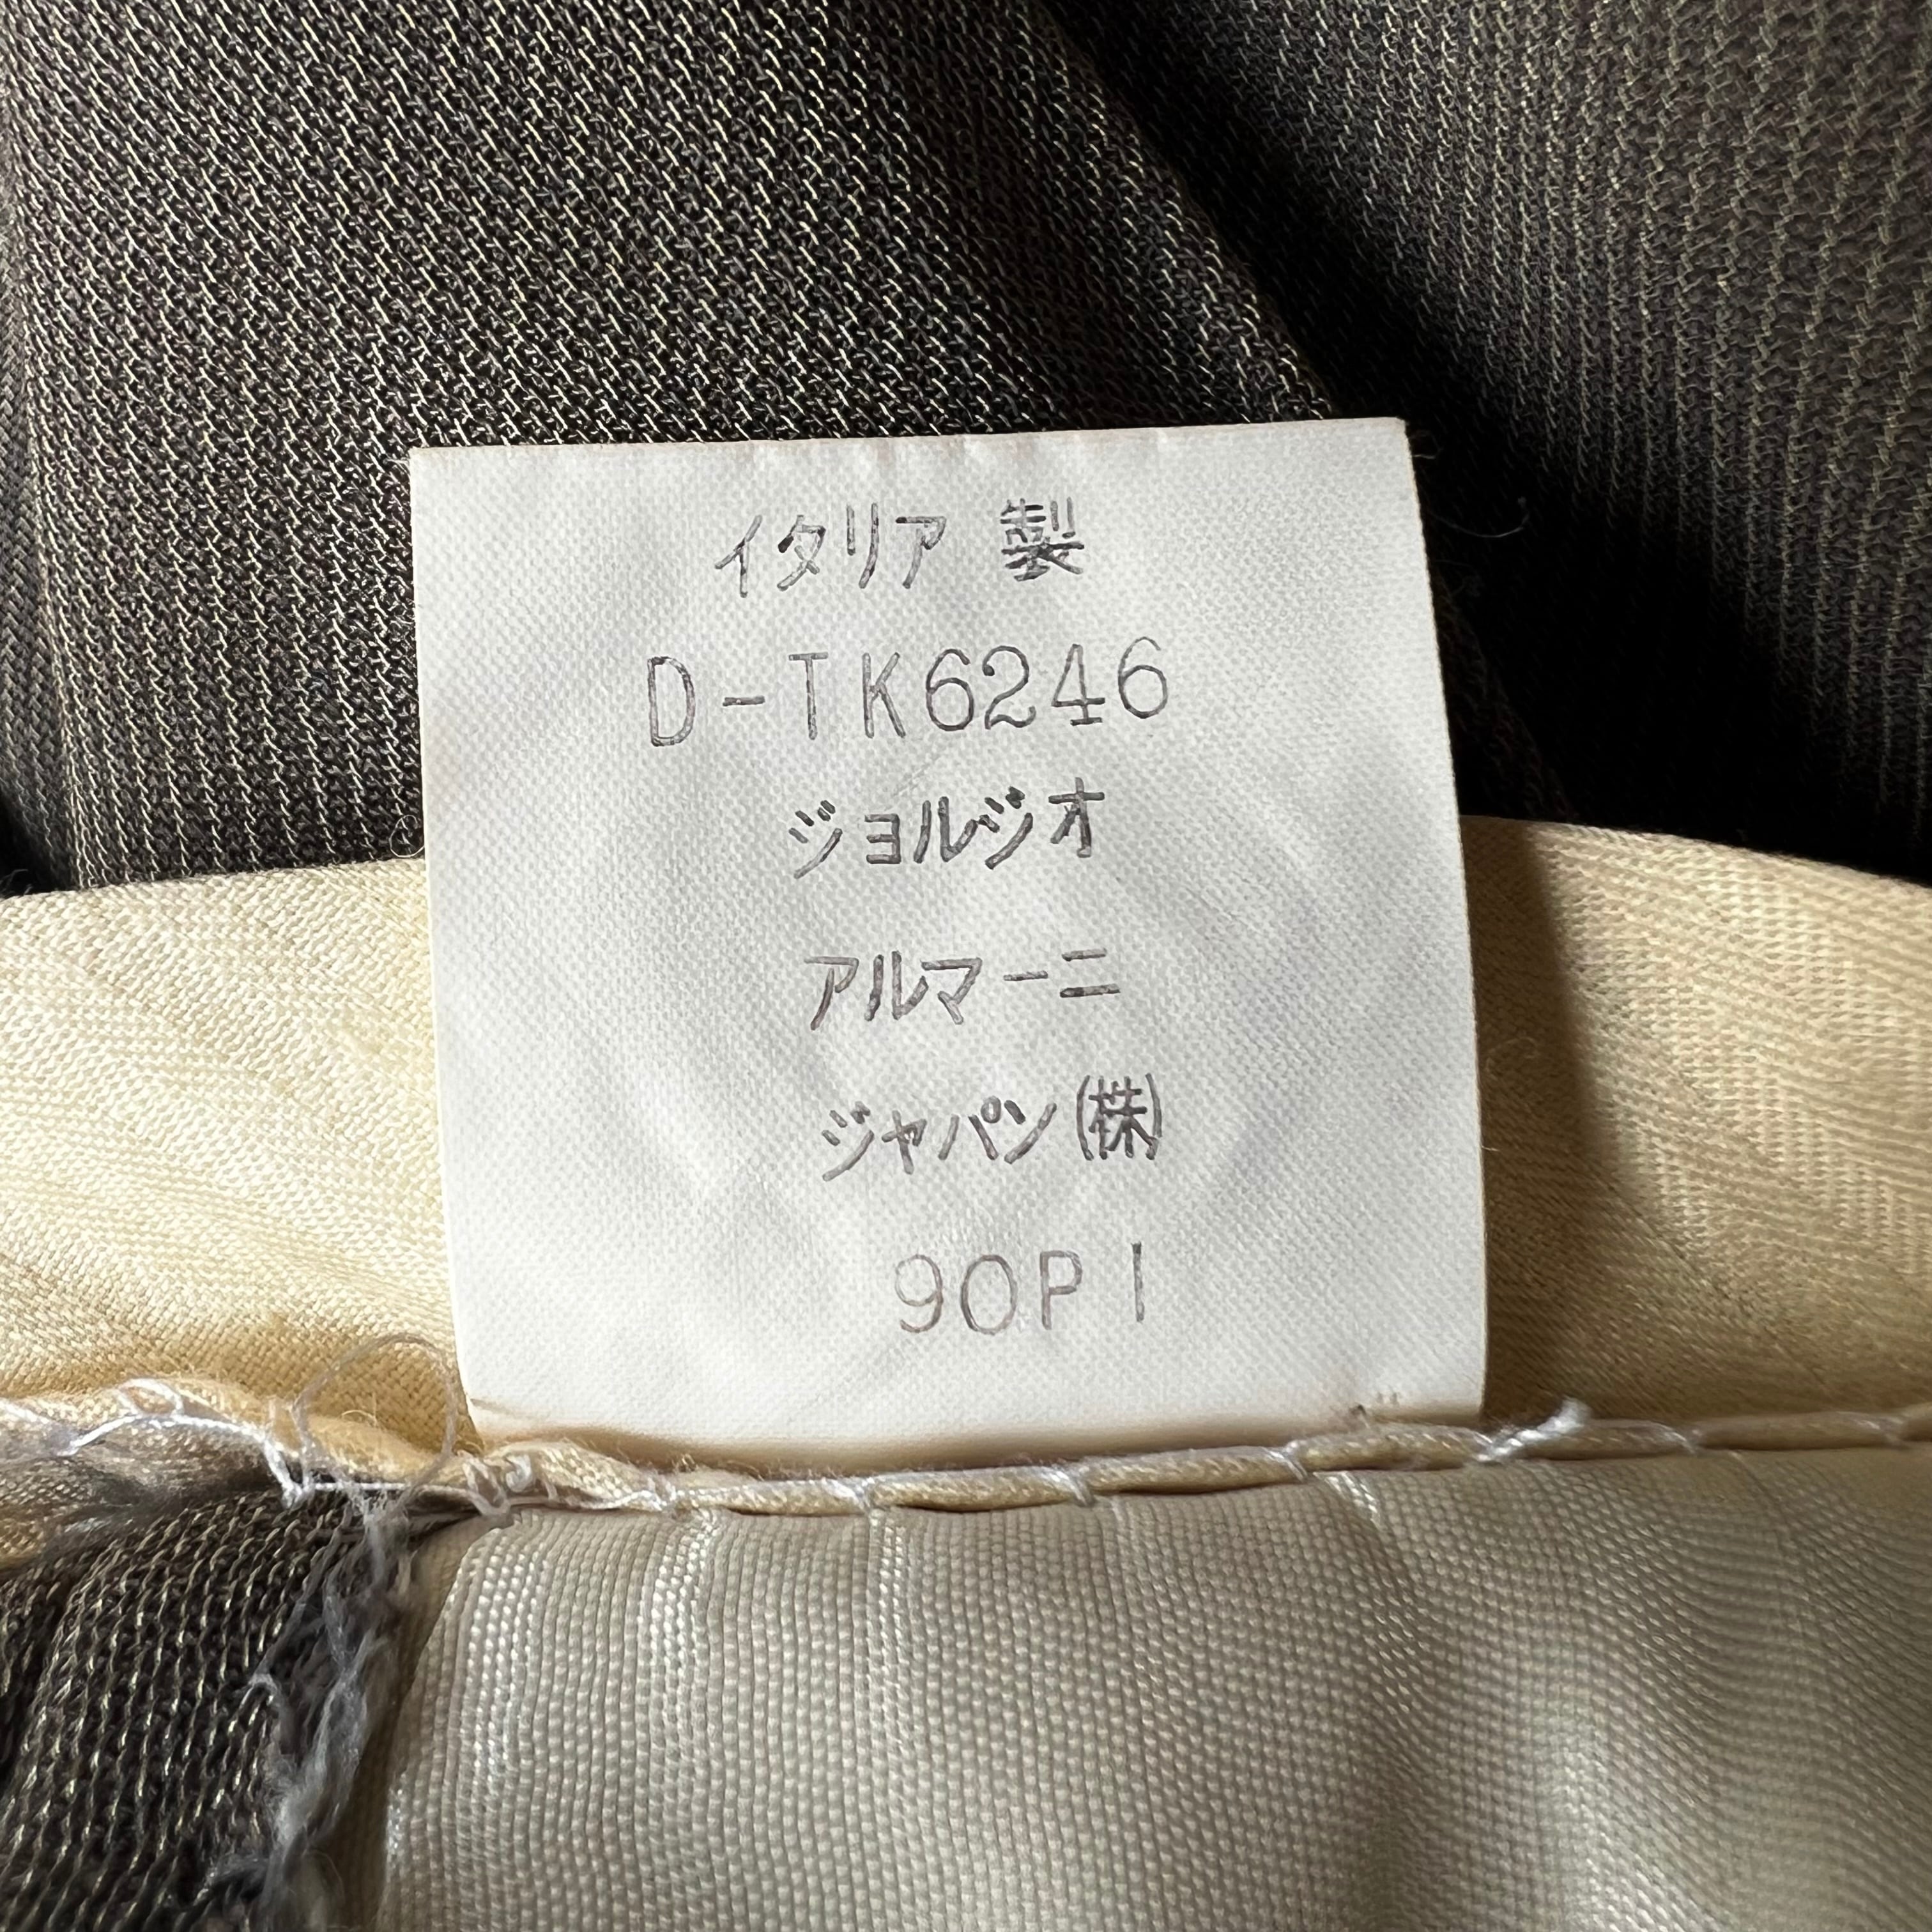 イタリア 製
D-TK6246
ジョルジオ
アルマーニ
ジャパン(株)
90P1